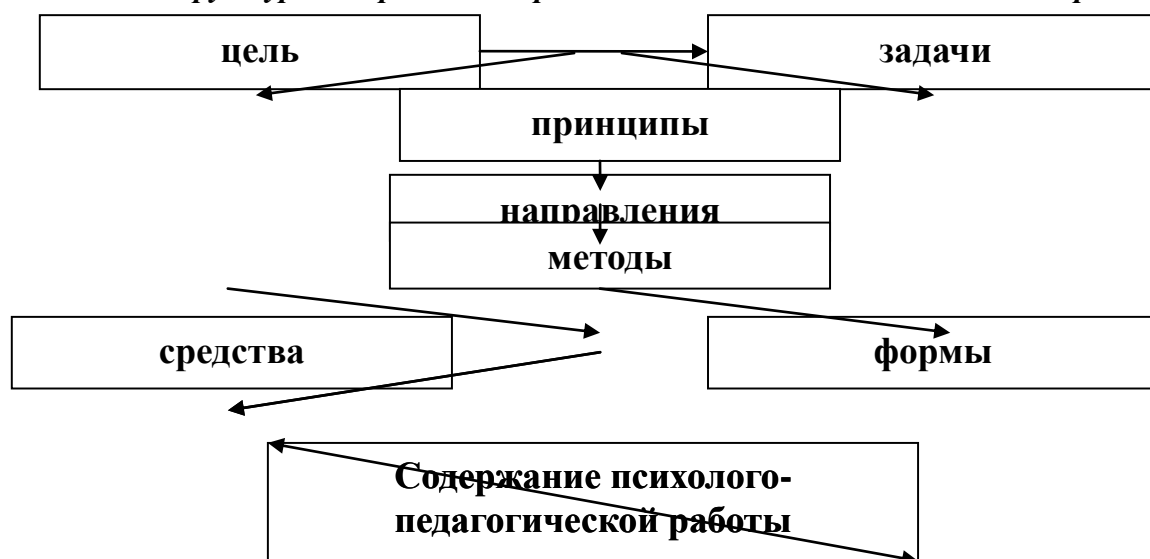 цель
задачи
принципы
направления
методы
средства
формы
Содержание психолого-
педагогической работы